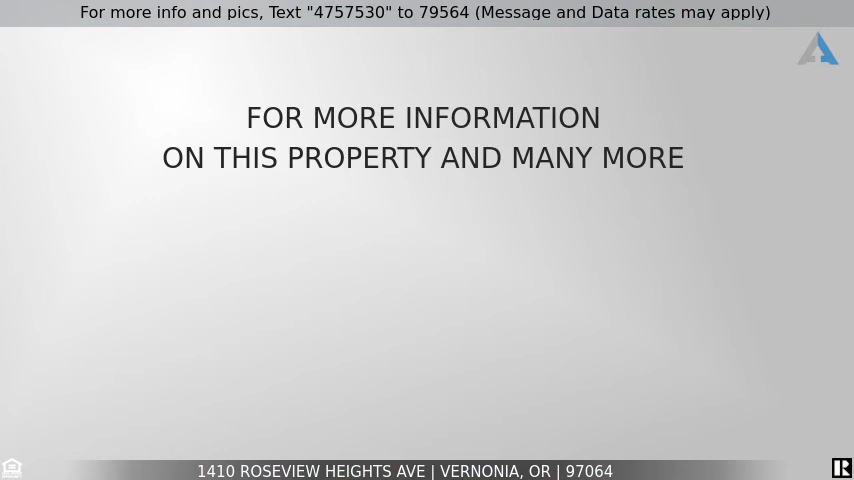 For more info and pics, Text "4757530" to 79564 (Message and Data rates may apply)
FOR MORE INFORMATION
ON THIS PROPERTY AND MANY MORE
1410 ROSEVIEW HEIGHTS AVE | VERNONIA, OR | 97064